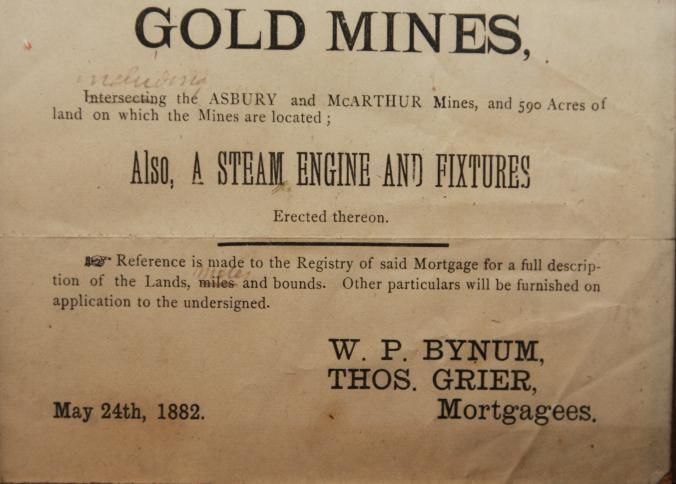 GOLD MINES,
including
Intersecting the ASBURY and McARTHUR Mines, and 590 Acres of
land on which the Mines are located ;
Also, A STEAM ENGINE AND FIXTURES
Erected thereon.
☞ Reference is made to the Registry of said Mortgage for a full descrip-
metes
tion of the Lands, miles and bounds. Other particulars will be furnished on
application to the undersigned.
W. P. BYNUM,
THOS. GRIER,
May 24th, 1882. Mortgagees.